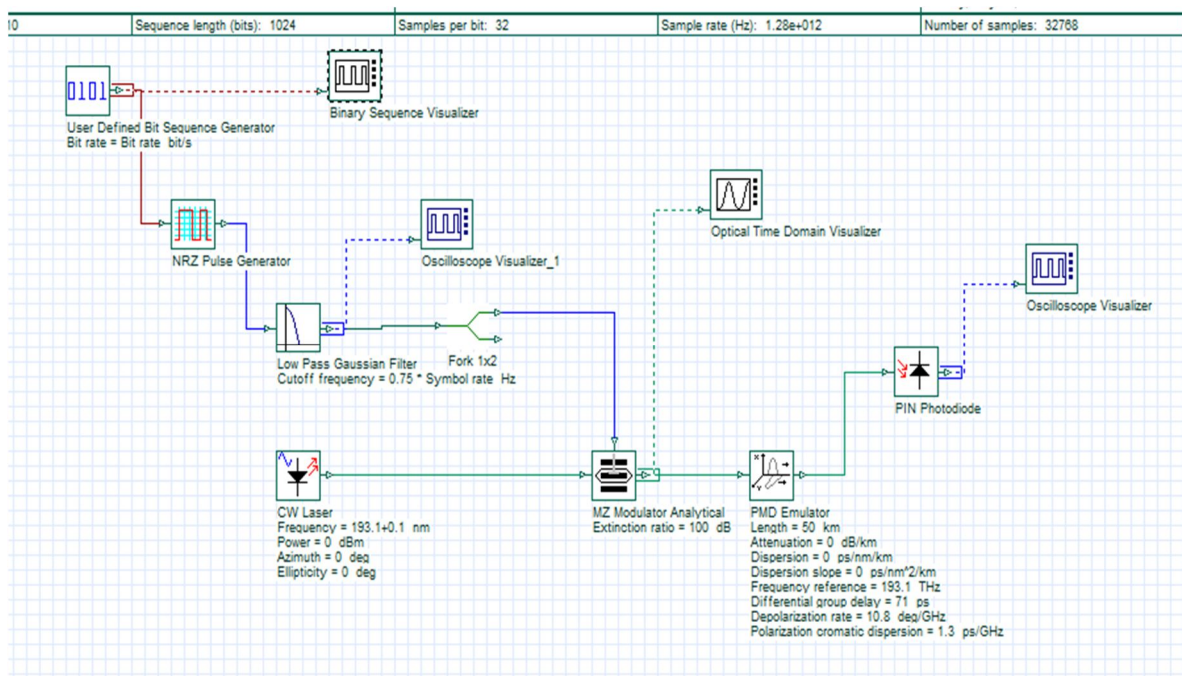 10
Sequence length (bits): 1024
Samples per bit: 32
Sample rate (Hz): 1.28e+012
Number of samples: 32768
0101
User Defined Bit Sequence Generator
Bit rate = Bit rate bit/s
Binary Sequence Visualizer
NRZ Pulse Generator
Oscilloscope Visualizer_1
Optical Time Domain Visualizer
Oscilloscope Visualizer
Low Pass Gaussian Filter
Cutoff frequency = 0.75 * Symbol rate Hz
Fork 1x2
PIN Photodiode
CW Laser
Frequency = 193.1+0.1 nm
Power = 0 dBm
Azimuth = 0 deg
Ellipticity = 0 deg
MZ Modulator Analytical
Extinction ratio = 100 dB
X
Y
PMD Emulator
Length = 50 km
Attenuation = 0 dB/km
Dispersion = 0 ps/nm/km
Dispersion slope = 0 ps/nm^2/km
Frequency reference = 193.1 THz
Differential group delay = 71 ps
Depolarization rate = 10.8 deg/GHz
Polarization cromatic dispersion = 1.3 ps/GHz